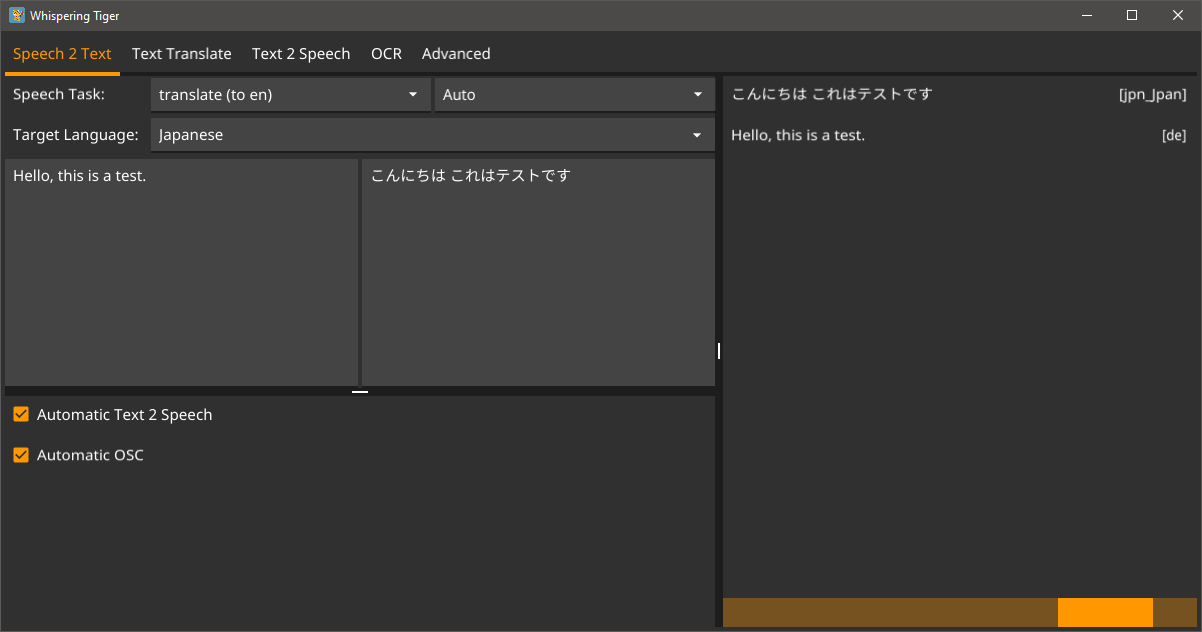 Whispering Tiger
Speech 2 Text Text Translate Text 2 Speech OCR Advanced
Speech Task: translate (to en) Auto
Target Language: Japanese
Hello, this is a test.
こんにちは これはテストです
Automatic Text 2 Speech
Automatic OSC
こんにちは これはテストです [jpn_Jpan]
Hello, this is a test. [de]